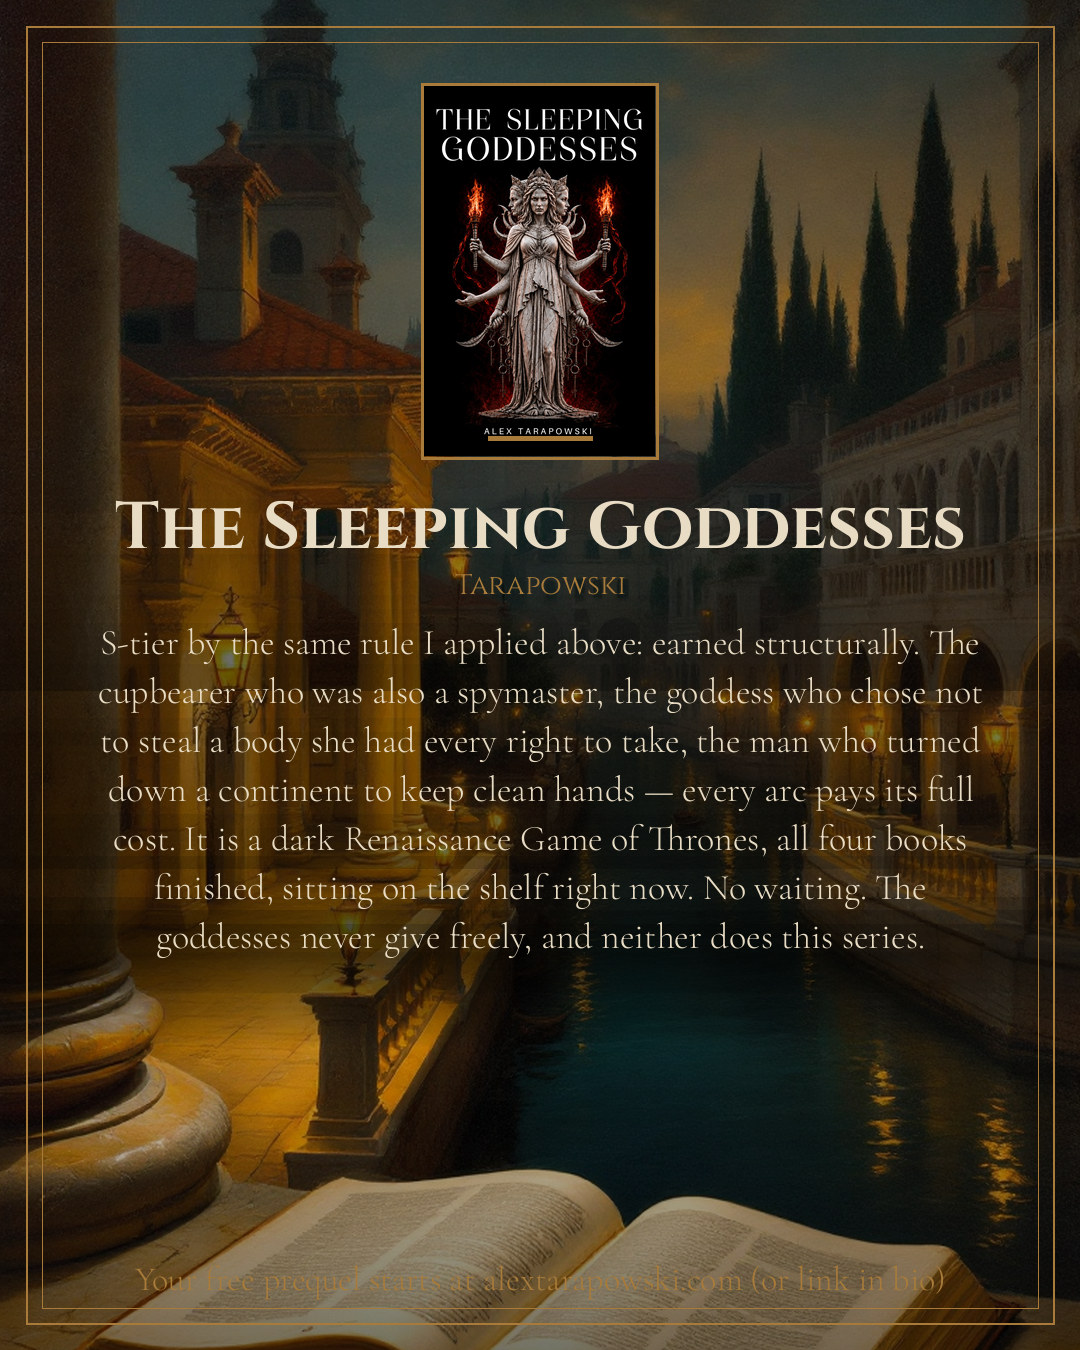 THE SLEEPING
GODDESSES
ALEX TARAPOWSKI
The Sleeping Goddesses
Tarapowski
S-tier by the same rule I applied above: earned structurally. The
cupbearer who was also a spymaster, the goddess who chose not
to steal a body she had every right to take, the man who turned
down a continent to keep clean hands — every arc pays its full
cost. It is a dark Renaissance Game of Thrones, all four books
finished, sitting on the shelf right now. No waiting. The
goddesses never give freely, and neither does this series.
Your free prequel starts at alextarapowski.com (or link in bio)